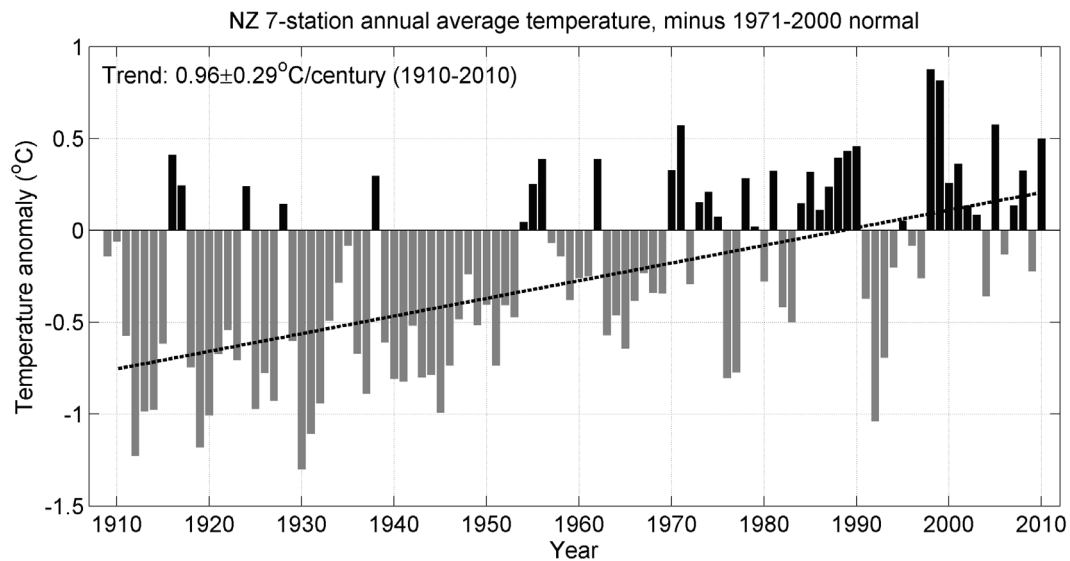 NZ 7-station annual average temperature, minus 1971-2000 normal
Trend: 0.96±0.29°C/century (1910-2010)
Temperature anomaly (°C)
1
0.5
0
-0.5
-1
-1.5
1910 1920 1930 1940 1950 1960 1970 1980 1990 2000 2010
Year